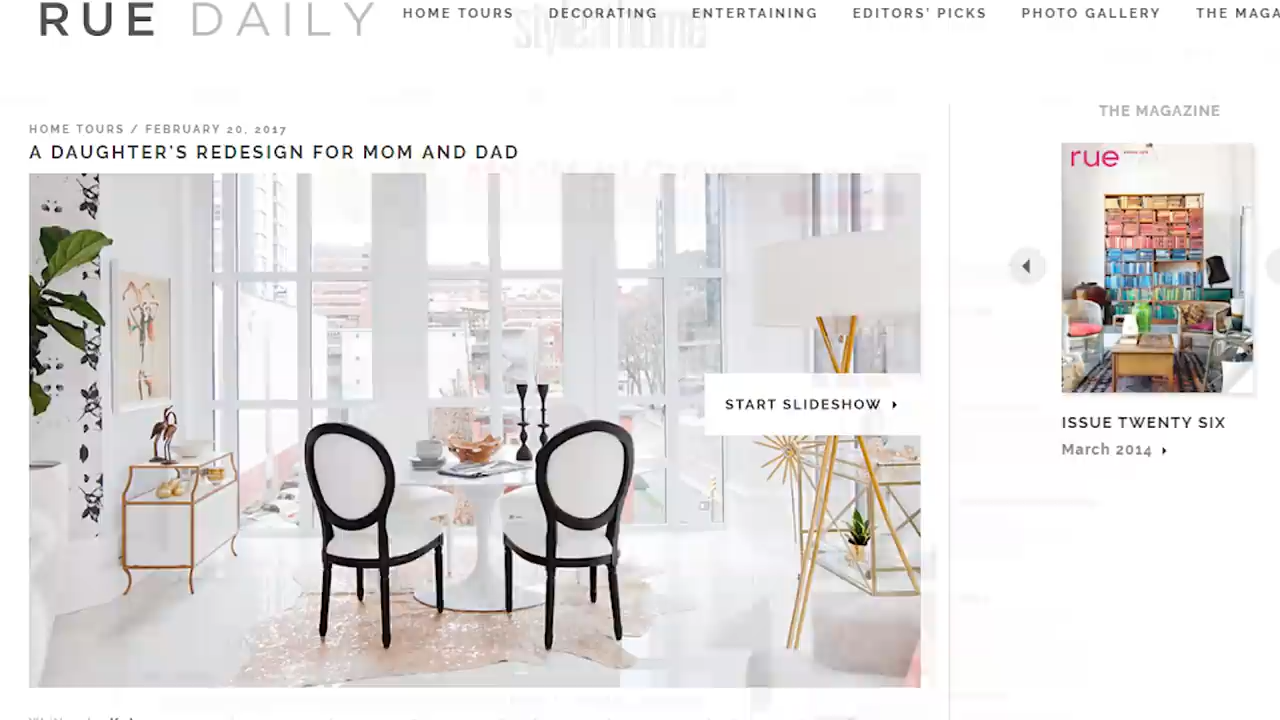 RUE DAILY
HOME TOURS DECORATING ENTERTAINING EDITORS' PICKS PHOTO GALLERY THE MAGA
HOME TOURS / FEBRUARY 20, 2017
A DAUGHTER'S REDESIGN FOR MOM AND DAD
START SLIDESHOW
THE MAGAZINE
rue
ISSUE TWENTY SIX
March 2014